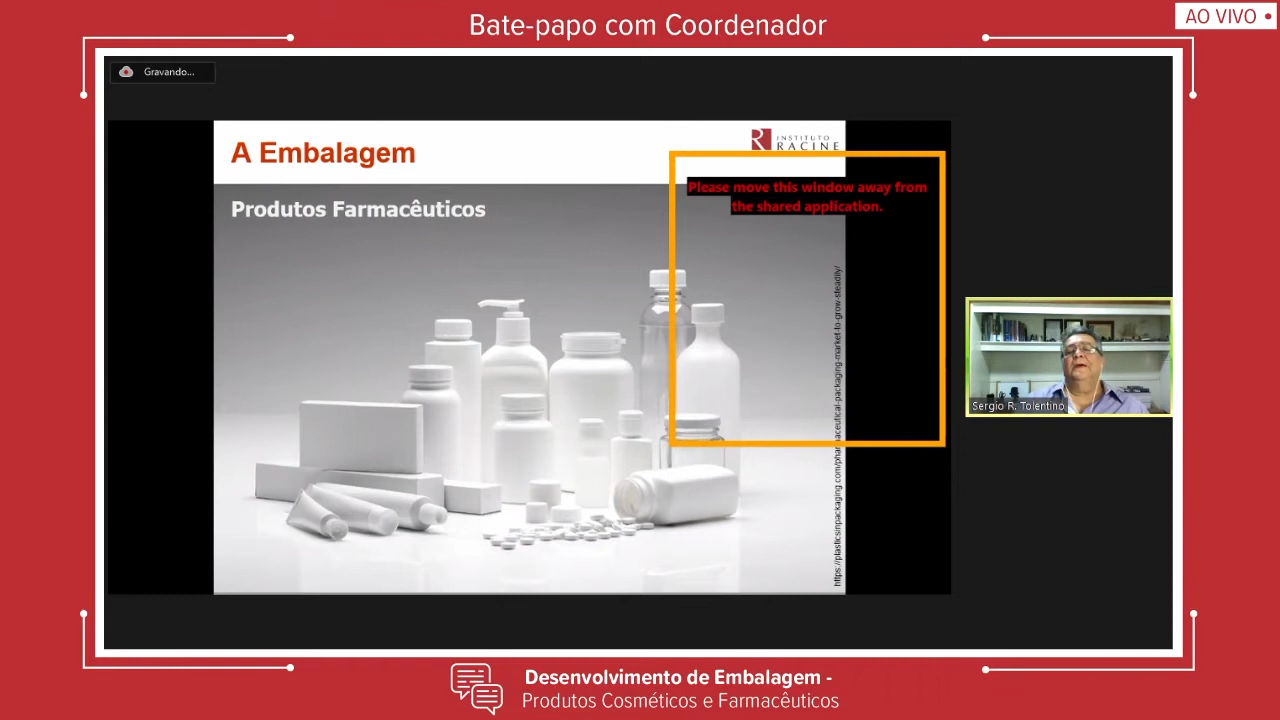 Bate-papo com Coordenador
AO VIVO
Gravando...
A Embalagem
INSTITUTO
RACINE
Please move this window away from
the shared application.
Produtos Farmacêuticos
https://plasticsinpackaging.com/pharmaceutical-packaging-market-to-grow-steadily/
Sergio R. Tolentino
Desenvolvimento de Embalagem -
Produtos Cosméticos e Farmacêuticos